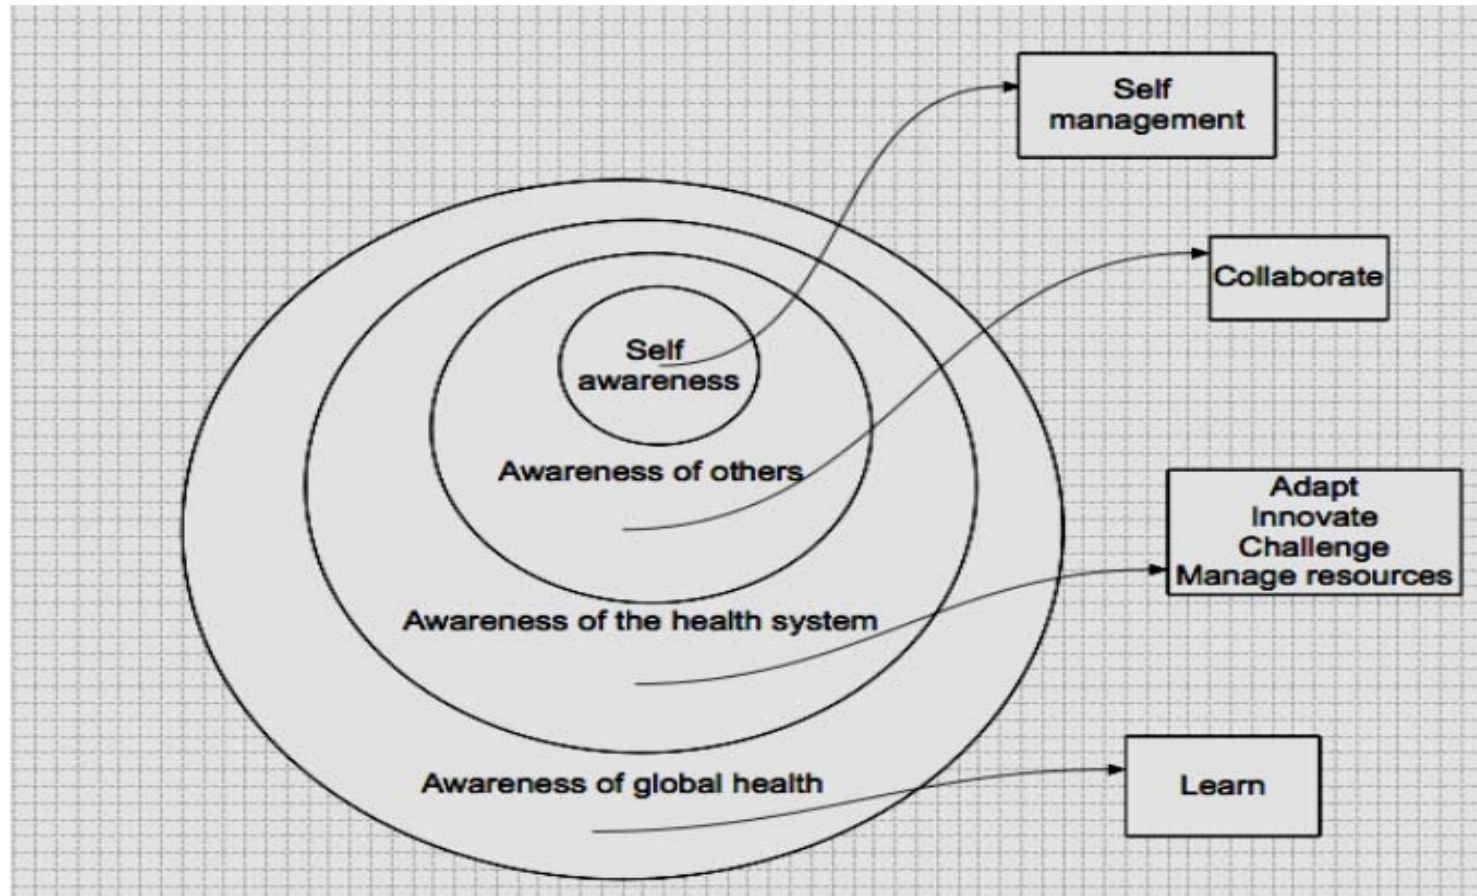 Self
management
Collaborate
Self
awareness
Awareness of others
Adapt
Innovate
Challenge
Manage resources
Awareness of the health system
Awareness of global health
Learn